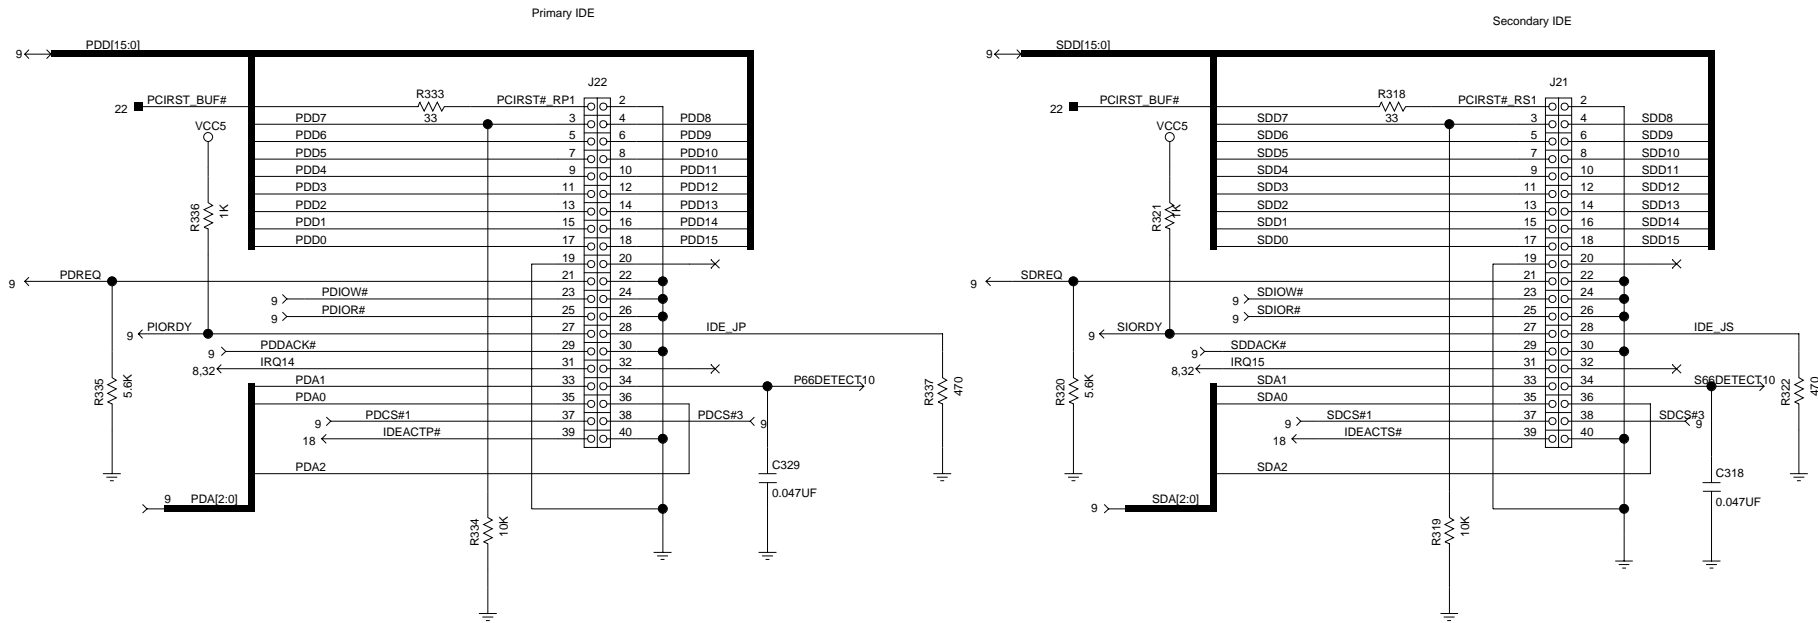 Primary IDE
9 PDD[15:0]
J22
22 PCIRST_BUF# R333 33 PCIRST#_RP1 2
VCC5
PDD7 3 4 PDD8
PDD6 5 6 PDD9
PDD5 7 8 PDD10
PDD4 9 10 PDD11
PDD3 11 12 PDD12
PDD2 13 14 PDD13
PDD1 15 16 PDD14
PDD0 17 18 PDD15
R336 1K
19 20
9 PDREQ 21 22
9 PDIOW# 23 24
9 PDIOR# 25 26
9 PIORDY 27 28 IDE_JP
9 PDDACK# 29 30
8,32 IRQ14 31 32
PDA1 33 34 P66DETECT10
PDA0 35 36
9 PDCS#1 37 38 PDCS#3 9
18 IDEACTP# 39 40
R335 5.6K
R337 470
PDA2
C329
0.047UF
9 PDA[2:0]
R334 10K
Secondary IDE
9 SDD[15:0]
J21
22 PCIRST_BUF# R318 33 PCIRST#_RS1 2
VCC5
SDD7 3 4 SDD8
SDD6 5 6 SDD9
SDD5 7 8 SDD10
SDD4 9 10 SDD11
SDD3 11 12 SDD12
SDD2 13 14 SDD13
SDD1 15 16 SDD14
SDD0 17 18 SDD15
R321 1K
19 20
9 SDREQ 21 22
9 SDIOW# 23 24
9 SDIOR# 25 26
9 SIORDY 27 28 IDE_JS
9 SDDACK# 29 30
8,32 IRQ15 31 32
SDA1 33 34 S66DETECT10
SDA0 35 36
9 SDCS#1 37 38 SDCS#3 9
18 IDEACTS# 39 40
R320 5.6K
R322 470
SDA2
C318
0.047UF
9 SDA[2:0]
R319 10K